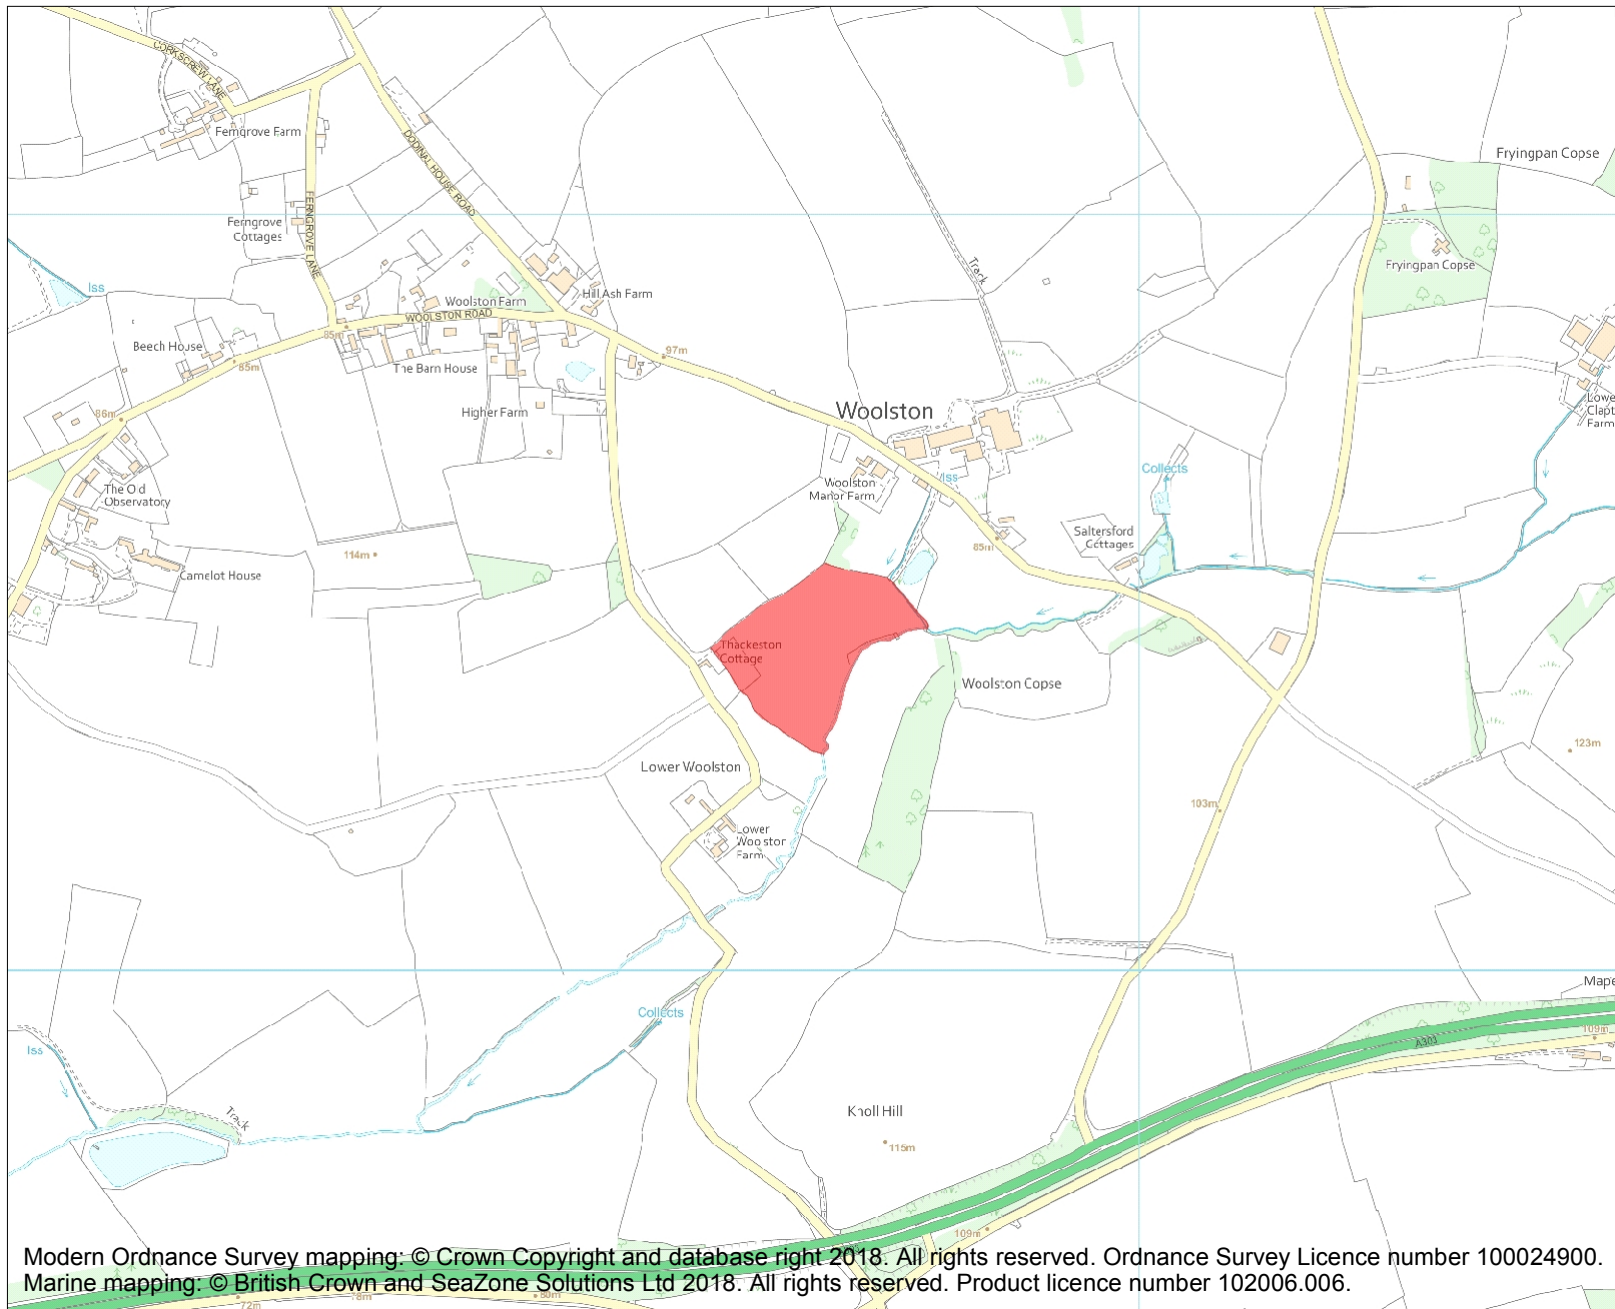 CORKSCREW LANE
Ferngrove Farm
DODINAL HOUSE ROAD
Fryingpan Copse
Ferngrove
Cottages
FERNGROVE LANE
Track
Fryingpan Copse
Iss
Hill Ash Farm
Woolston Farm
WOOLSTON ROAD
85m
Beech House
97m
The Barn House
85m
Higher Farm
86m
Woolston
Farm
Collects
Iss
Woolston
Manor Farm
The Old
Observatory
Saltersford
Cottages
85m
114m
Camelot House
Thackeston
Cottage
Woolston Copse
123m
Lower Woolston
103m
Lower
Woolston
Farm
Collects
Iss
Track
Knoll Hill
115m
109m
109m
72m
78m
80m
Modern Ordnance Survey mapping: © Crown Copyright and database right 2018. All rights reserved. Ordnance Survey Licence number 100024900.
Marine mapping: © British Crown and SeaZone Solutions Ltd 2018. All rights reserved. Product licence number 102006.006.